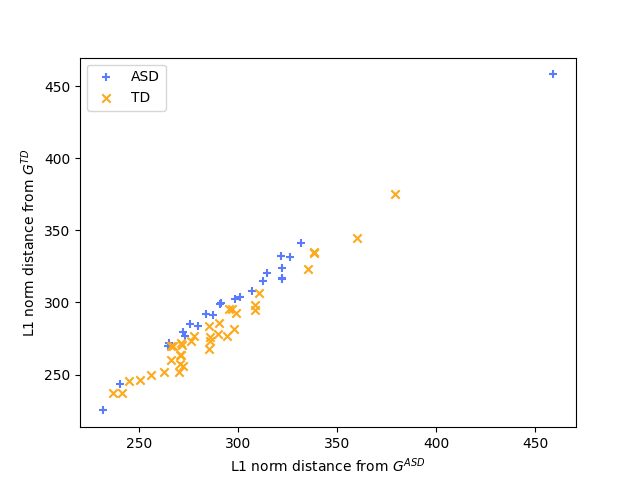 ASD
TD
L1 norm distance from $G^{TD}$
450
400
350
300
250
250 300 350 400 450
L1 norm distance from $G^{ASD}$